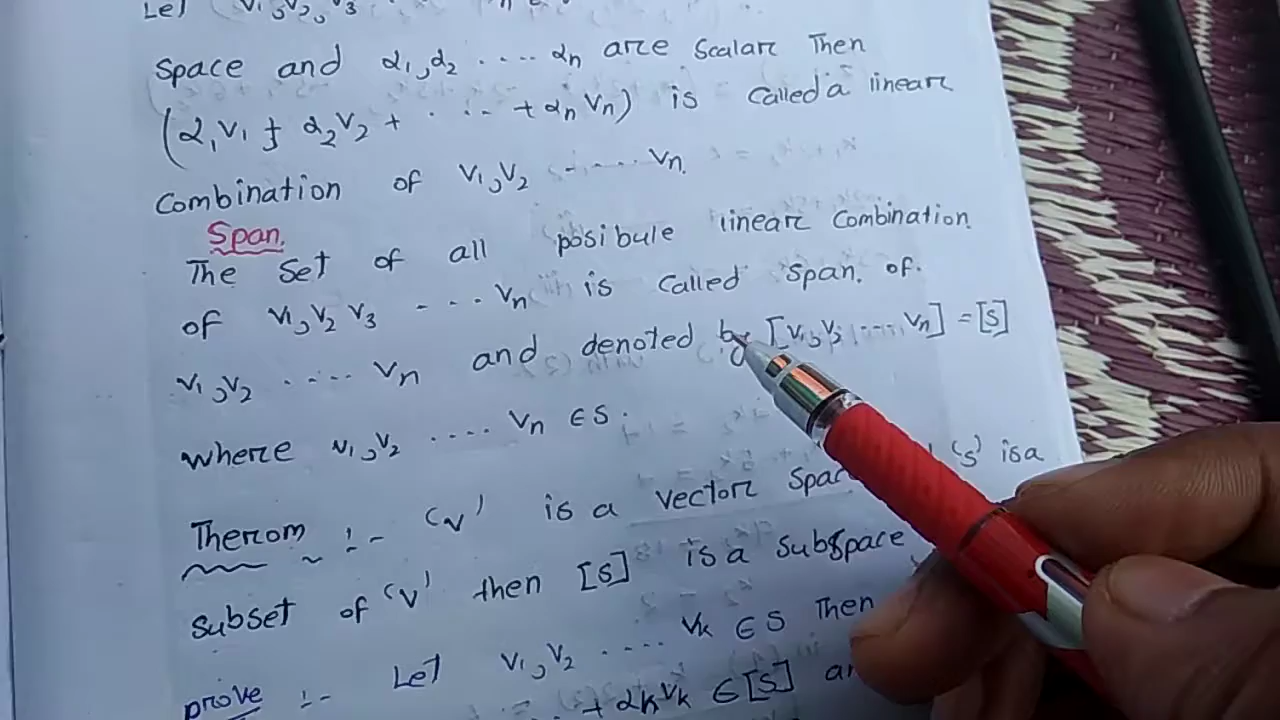 Let (v1, v2, v3
Space and α1, α2 ..... αn are Scalar Then
(α1v1 + α2v2 + ..... + αnvn) is Called a linear
Combination of v1, v2 ...... vn.
Span.
The Set of all posibule linear Combination.
of v1, v2 v3 .... vn is Called Span. of.
v1, v2 ..... vn and denoted by [v1, v2, ..... vn] = [S]
where v1, v2 .... vn ∈ S.
Therom :- 'v' is a vector Spac 's' is a
subset of 'v' then [S] is a Subspace
prove :- Let v1, v2 ..... vk ∈ S Then
+ αkvk ∈ [S]